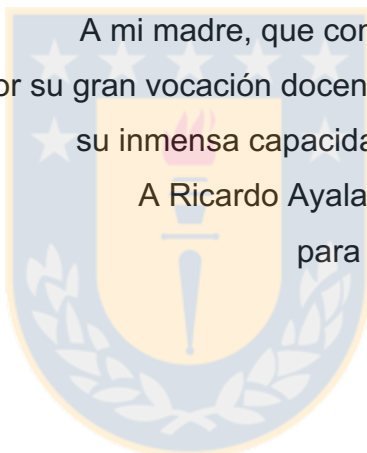 A mi madre, que con
or su gran vocación docen
su inmensa capacida
A Ricardo Ayala
para